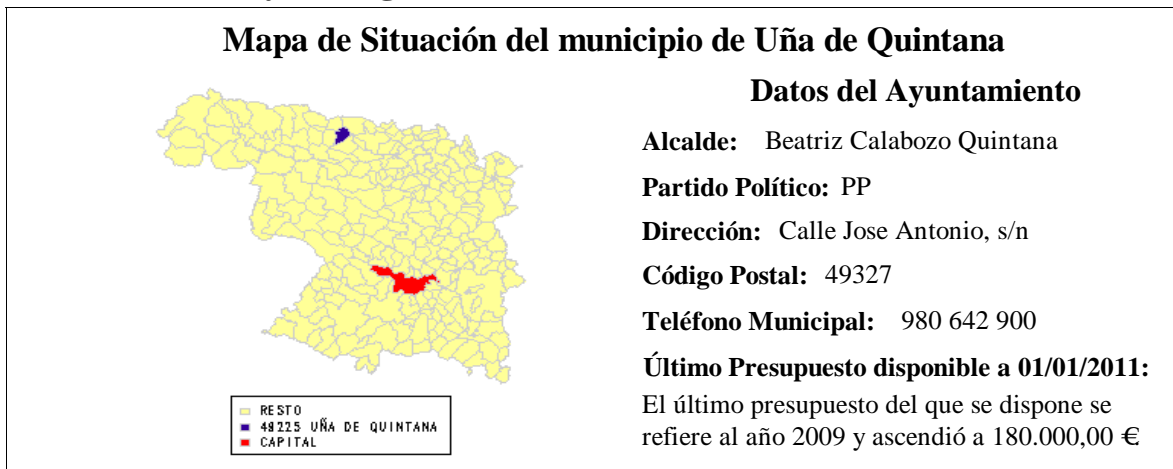 Mapa de Situación del municipio de Uña de Quintana
Datos del Ayuntamiento
Alcalde: Beatriz Calabozo Quintana
Partido Político: PP
Dirección: Calle Jose Antonio, s/n
Código Postal: 49327
Teléfono Municipal: 980 642 900
Último Presupuesto disponible a 01/01/2011:
El último presupuesto del que se dispone se
refiere al año 2009 y ascendió a 180.000,00 €
RESTO
49225 UÑA DE QUINTANA
CAPITAL